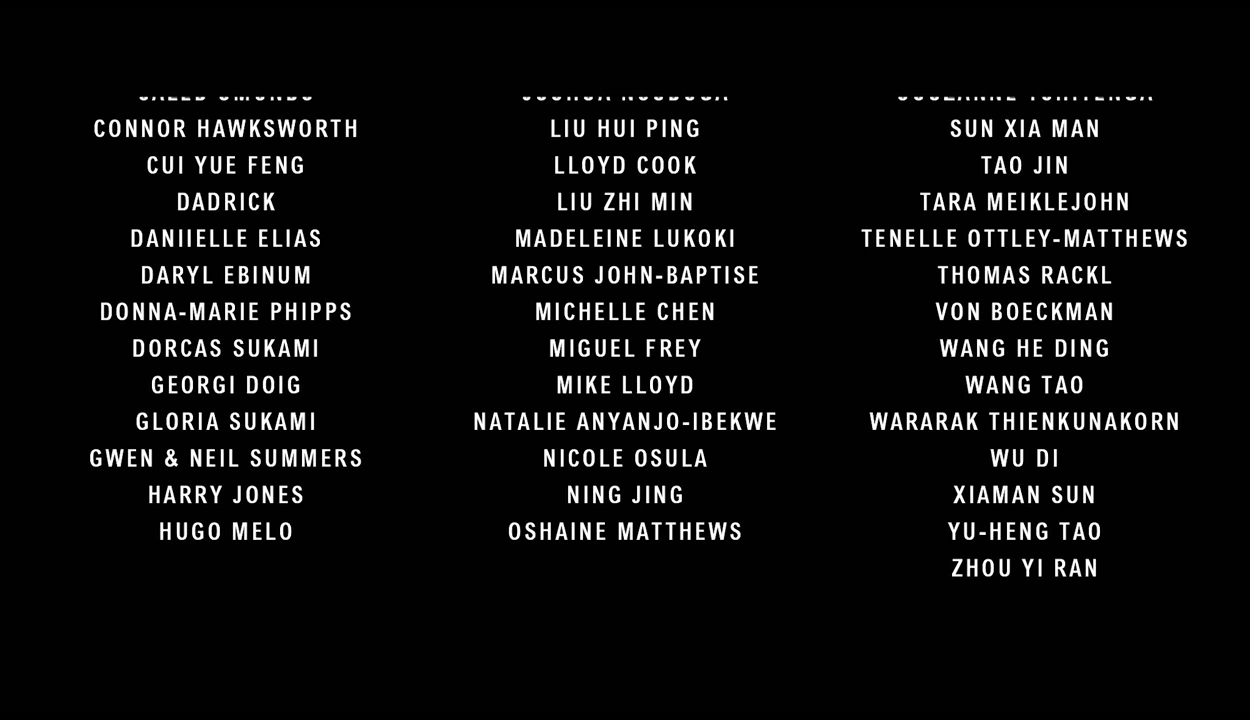 CONNOR HAWKSWORTH
CUI YUE FENG
DADRICK
DANIIELLE ELIAS
DARYL EBINUM
DONNA-MARIE PHIPPS
DORCAS SUKAMI
GEORGI DOIG
GLORIA SUKAMI
GWEN & NEIL SUMMERS
HARRY JONES
HUGO MELO
LIU HUI PING
LLOYD COOK
LIU ZHI MIN
MADELEINE LUKOKI
MARCUS JOHN-BAPTISE
MICHELLE CHEN
MIGUEL FREY
MIKE LLOYD
NATALIE ANYANJO-IBEKWE
NICOLE OSULA
NING JING
OSHAINE MATTHEWS
SUN XIA MAN
TAO JIN
TARA MEIKLEJOHN
TENELLE OTTLEY-MATTHEWS
THOMAS RACKL
VON BOECKMAN
WANG HE DING
WANG TAO
WARARAK THIENKUNAKORN
WU DI
XIAMAN SUN
YU-HENG TAO
ZHOU YI RAN